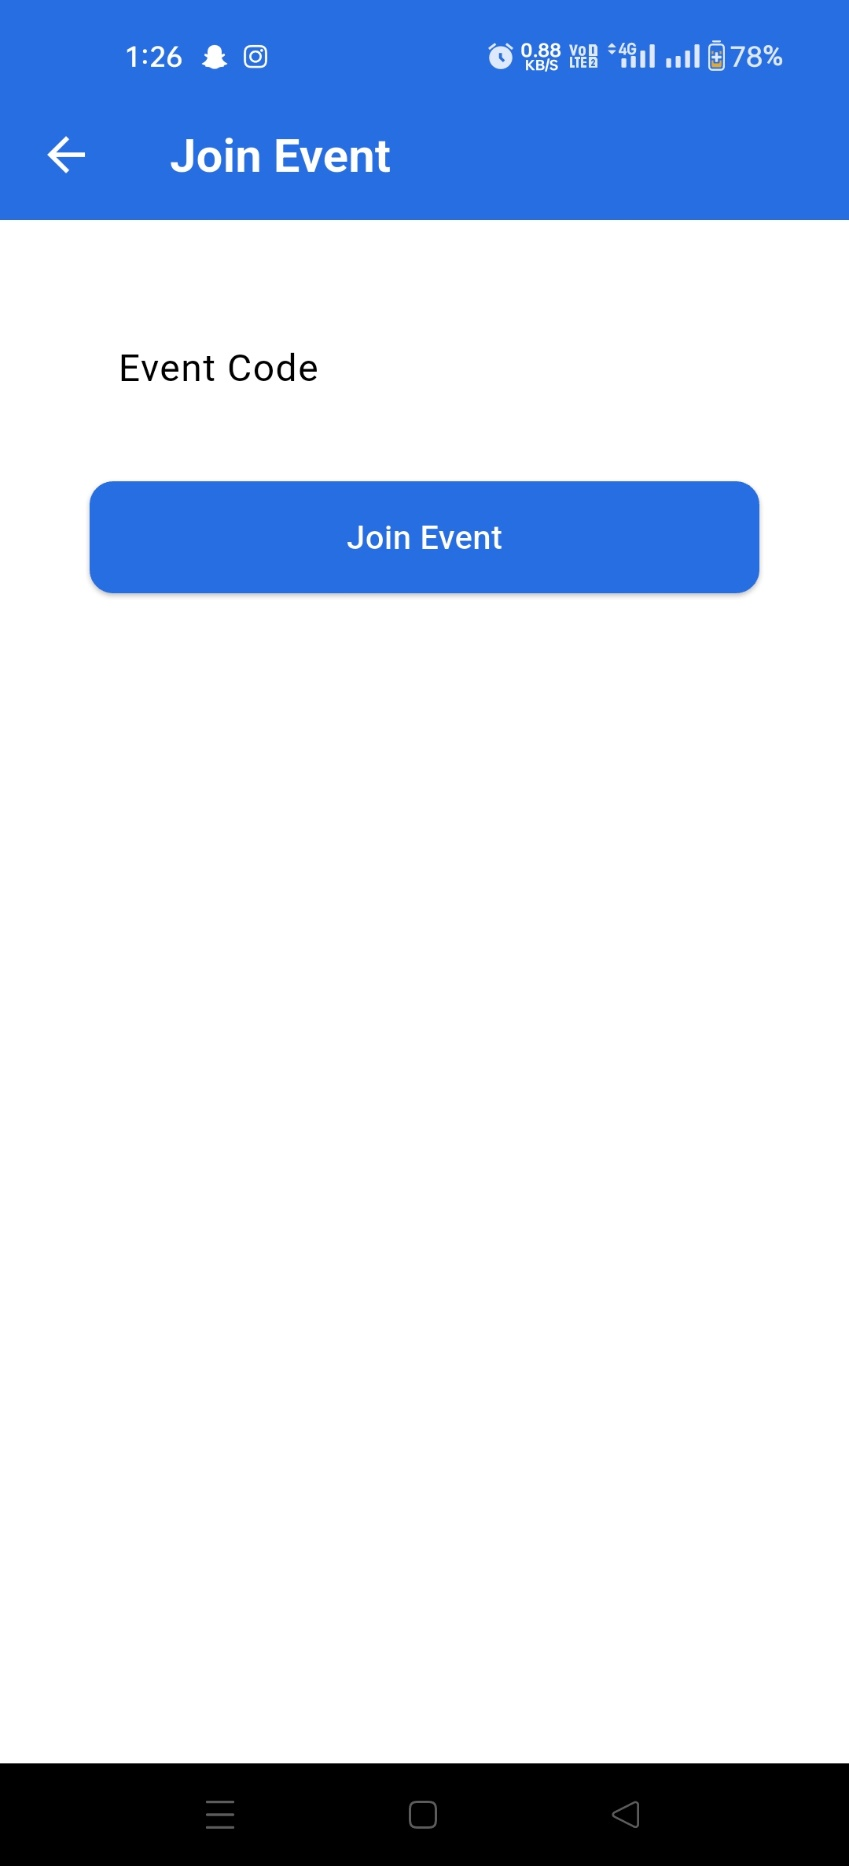 1:26 0.88 KB/S VoD LTE2 4G 78%
Join Event
Event Code
Join Event